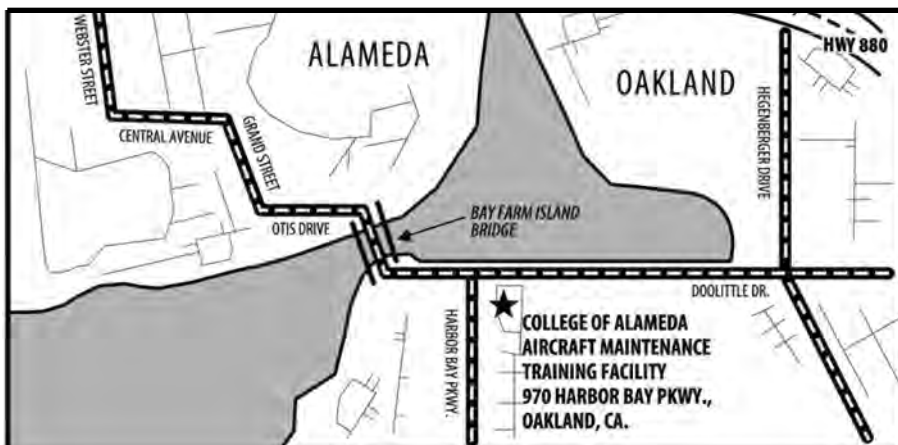 WEBSTER STREET
ALAMEDA
OAKLAND
HWY 880
HEGENBERGER DRIVE
CENTRAL AVENUE
GRAND STREET
OTIS DRIVE
BAY FARM ISLAND
BRIDGE
DOOLITTLE DR.
HARBOR BAY PKWY.
COLLEGE OF ALAMEDA
AIRCRAFT MAINTENANCE
TRAINING FACILITY
970 HARBOR BAY PKWY.,
OAKLAND, CA.